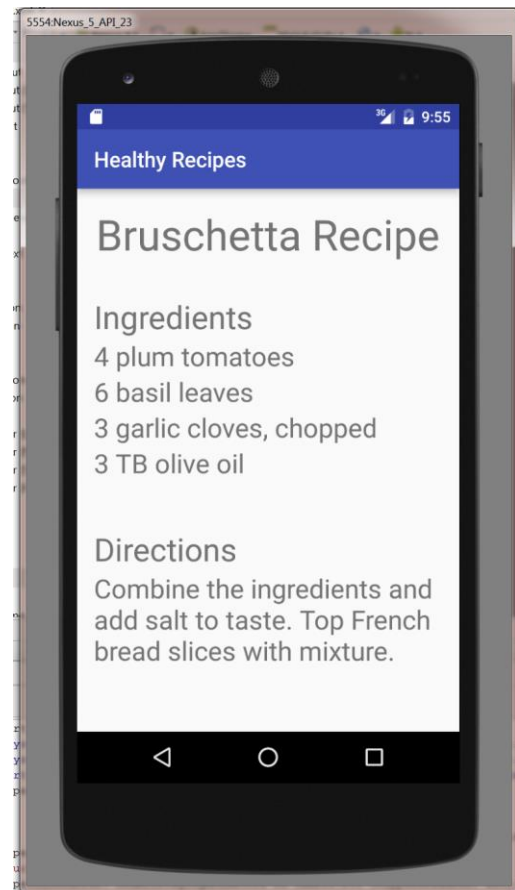 5554:Nexus_5_API_23
3G 9:55
Healthy Recipes
Bruschetta Recipe
Ingredients
4 plum tomatoes
6 basil leaves
3 garlic cloves, chopped
3 TB olive oil
Directions
Combine the ingredients and
add salt to taste. Top French
bread slices with mixture.